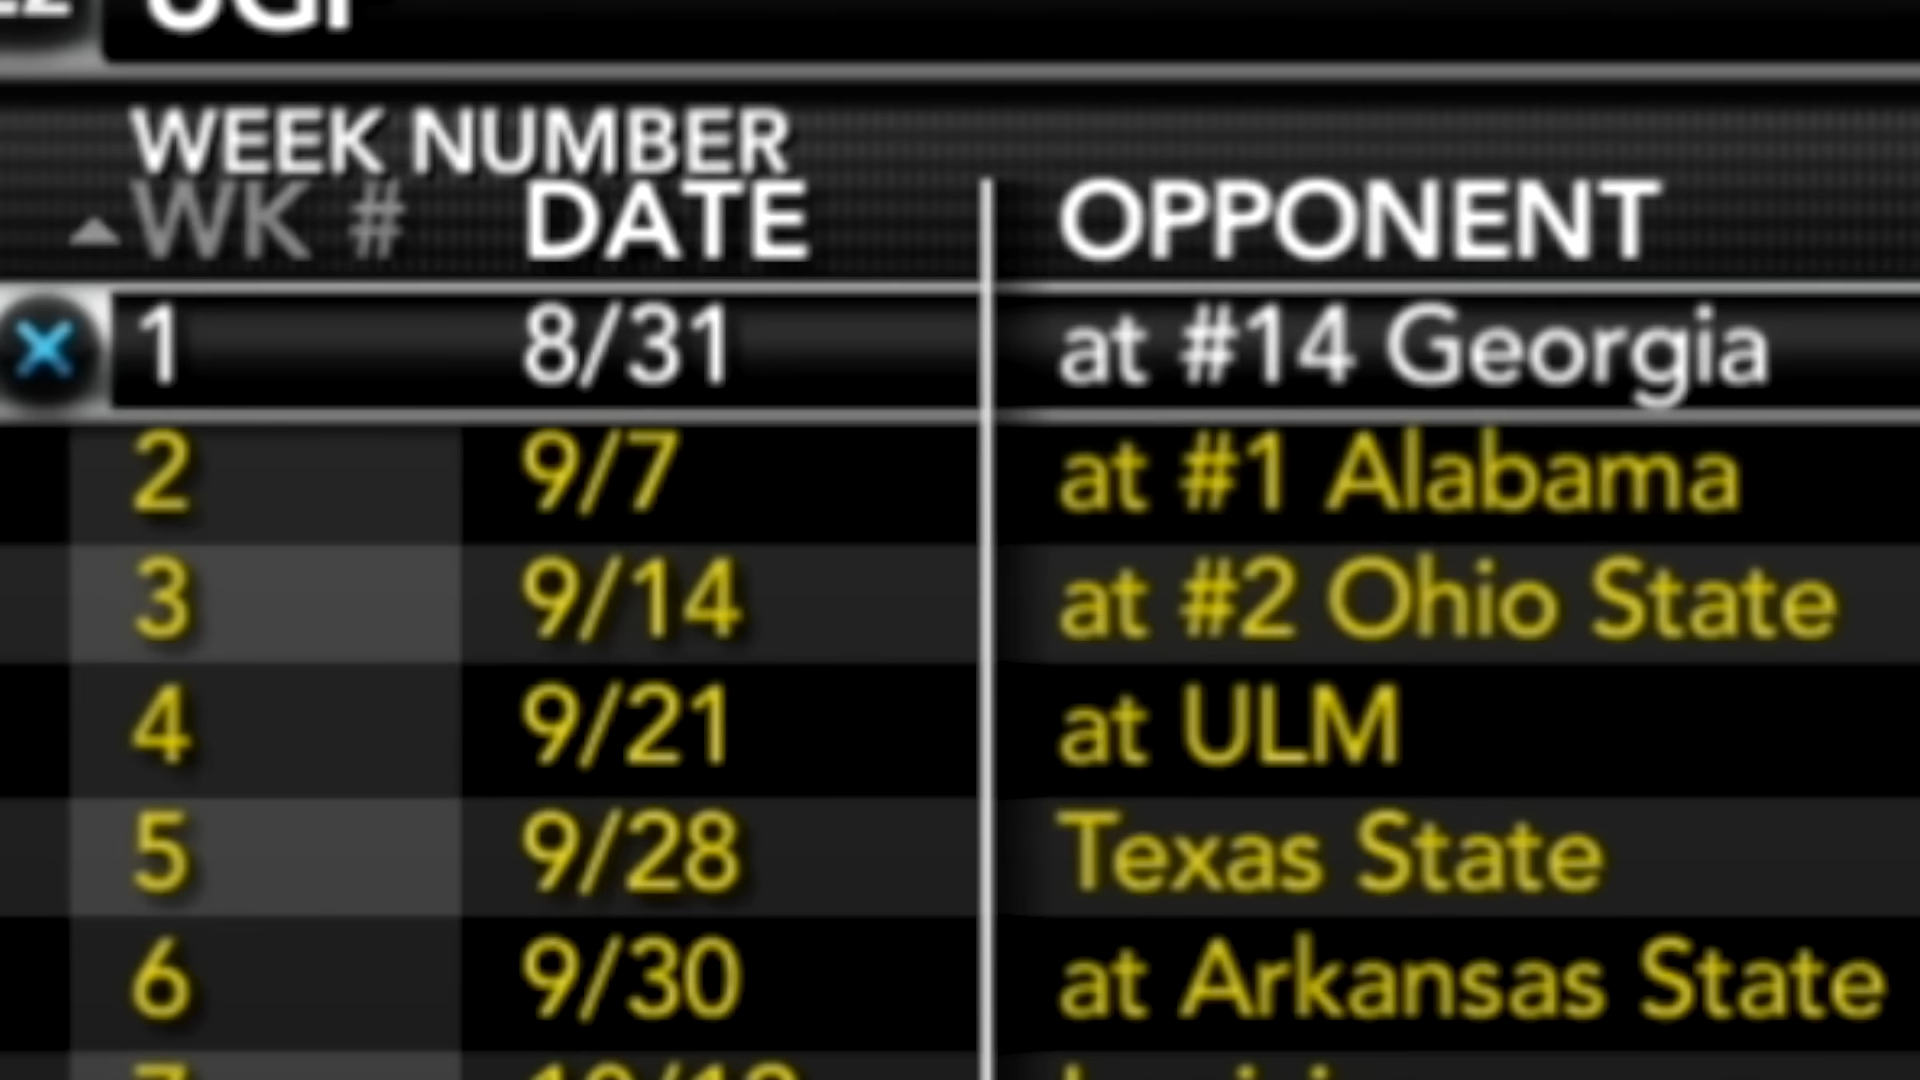 WEEK NUMBER
WK # DATE OPPONENT
1 8/31 at #14 Georgia
2 9/7 at #1 Alabama
3 9/14 at #2 Ohio State
4 9/21 at ULM
5 9/28 Texas State
6 9/30 at Arkansas State